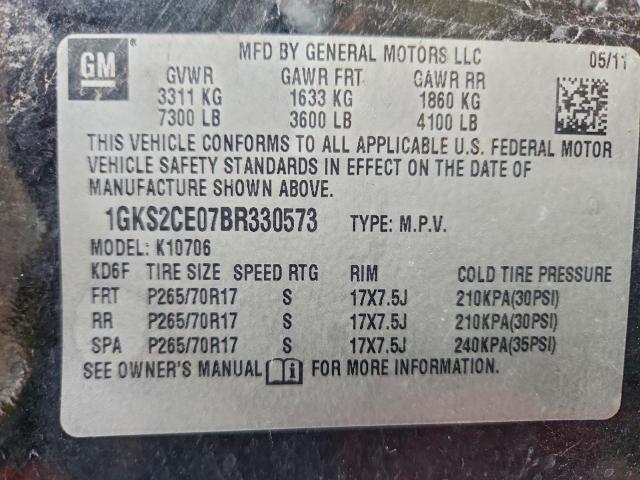 GM
MFD BY GENERAL MOTORS LLC 05/11
GVWR GAWR FRT GAWR RR
3311 KG 1633 KG 1860 KG
7300 LB 3600 LB 4100 LB
THIS VEHICLE CONFORMS TO ALL APPLICABLE U.S. FEDERAL MOTOR
VEHICLE SAFETY STANDARDS IN EFFECT ON THE DATE OF
MANUFACTURE SHOWN ABOVE.
1GKS2CE07BR330573 TYPE: M.P.V.
MODEL: K10706
KD6F TIRE SIZE SPEED RTG RIM COLD TIRE PRESSURE
FRT P265/70R17 S 17X7.5J 210KPA(30PSI)
RR P265/70R17 S 17X7.5J 210KPA(30PSI)
SPA P265/70R17 S 17X7.5J 240KPA(35PSI)
SEE OWNER'S MANUAL FOR MORE INFORMATION.